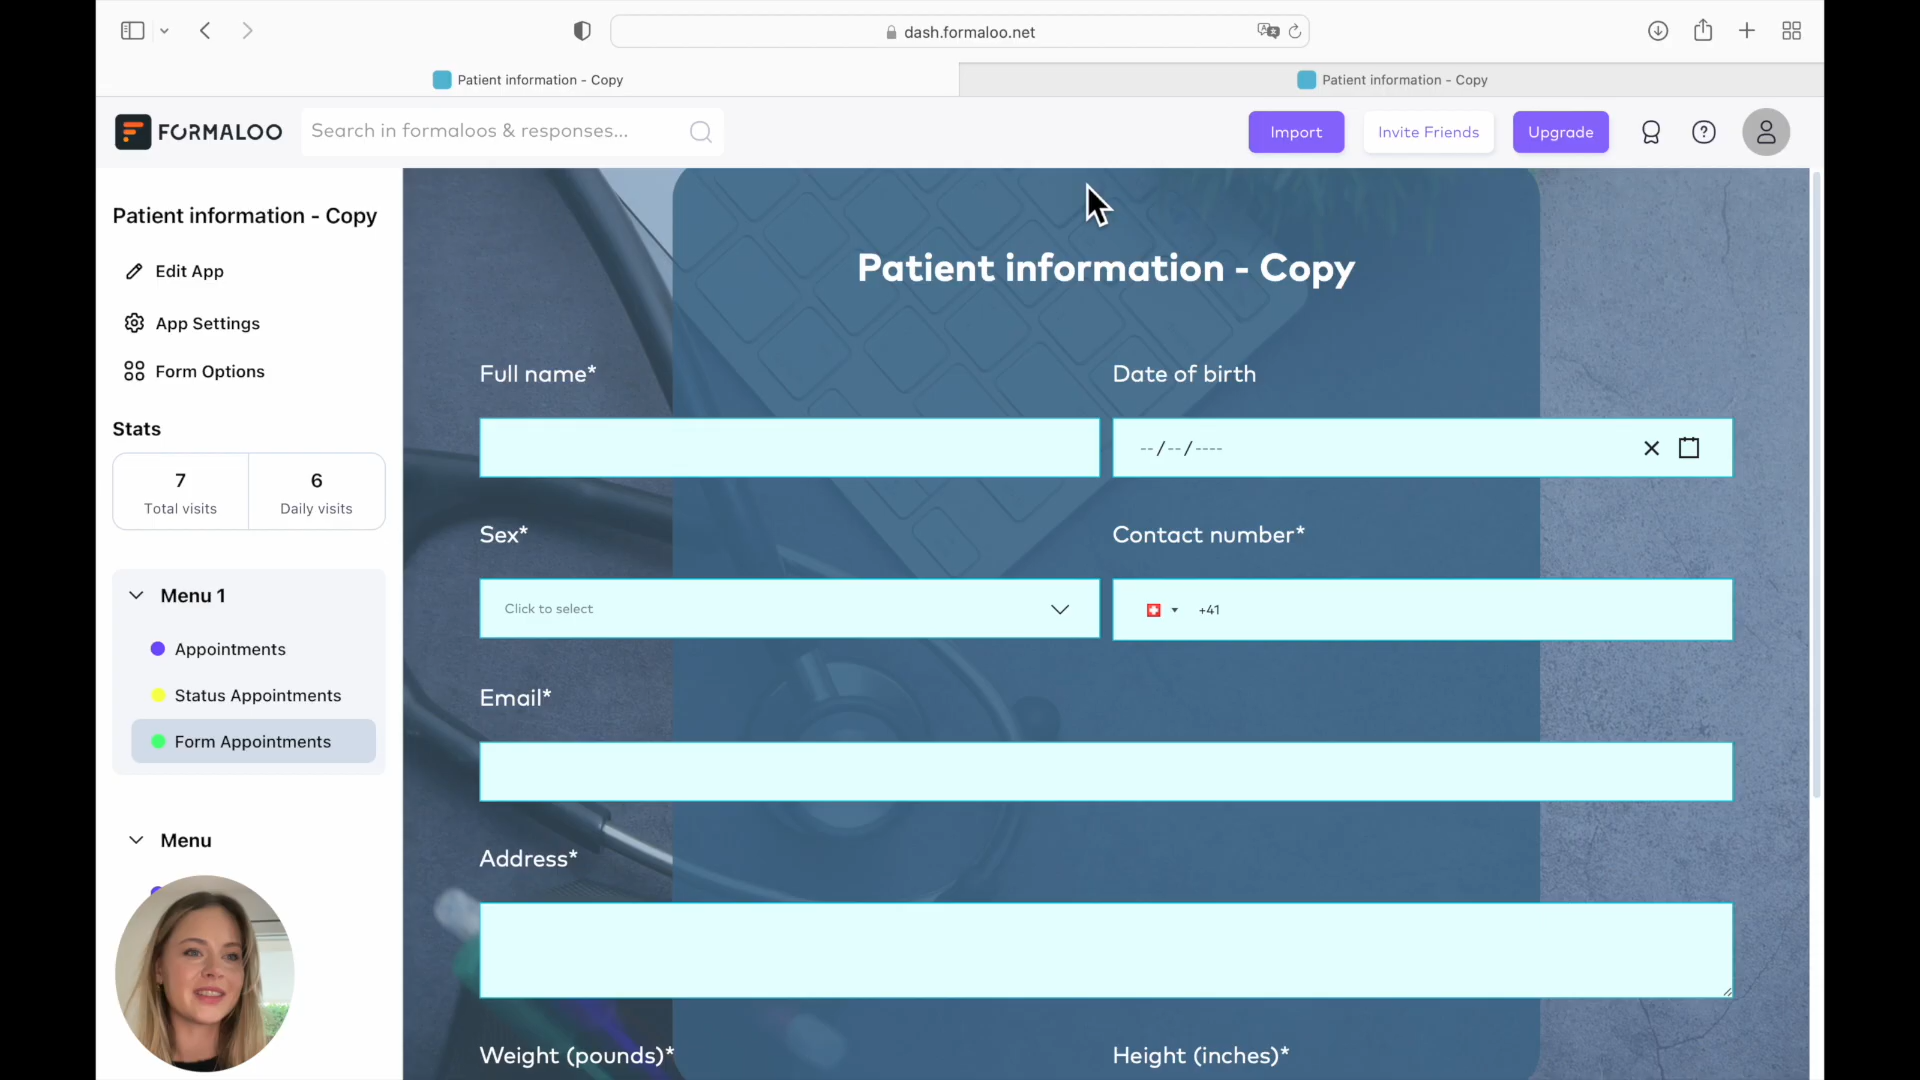 dash.formaloo.net
Patient information - Copy
Patient information - Copy
FORMALOO
Search in formaloos & responses...
Import
Invite Friends
Upgrade
Patient information - Copy
Edit App
App Settings
Form Options
Stats
7
Total visits
6
Daily visits
Menu 1
Appointments
Status Appointments
Form Appointments
Menu
Patient information - Copy
Full name*
Date of birth
--/--/----
Sex*
Contact number*
Click to select
+41
Email*
Address*
Weight (pounds)*
Height (inches)*